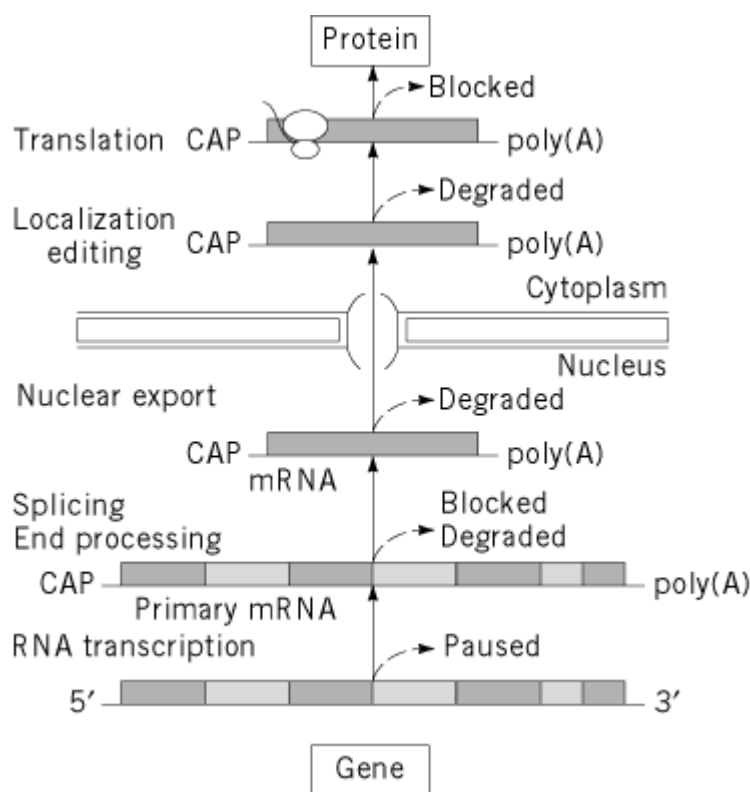 Protein
Blocked
Translation CAP poly(A)
Degraded
Localization
editing CAP poly(A)
Cytoplasm
Nucleus
Nuclear export Degraded
CAP poly(A)
mRNA
Splicing Blocked
End processing Degraded
CAP poly(A)
Primary mRNA
RNA transcription Paused
5′ 3′
Gene